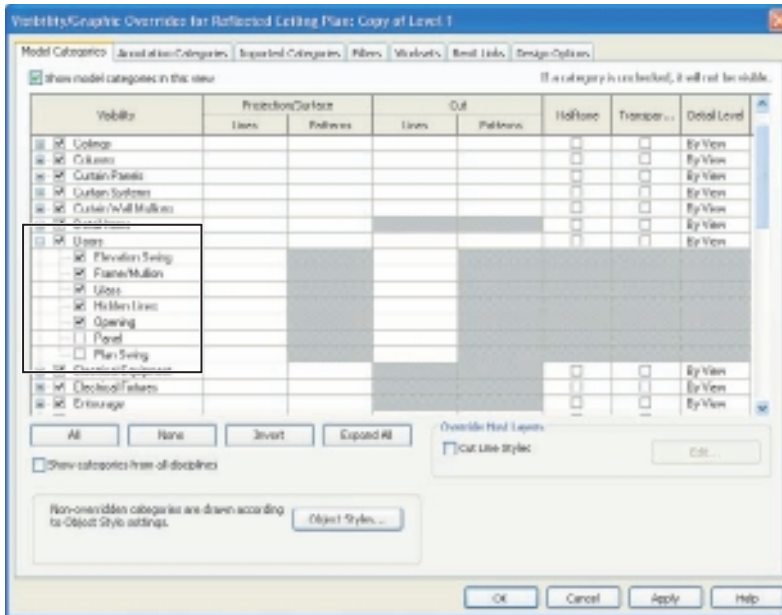 Visibility/Graphic Overrides for Reflected Ceiling Plan: Copy of Level 1
Model Categories Annotation Categories Imported Categories Filters Worksets Revit Links Design Options
Show model categories in this view
If a category is unchecked, it will not be visible.
Visibility Projection/Surface Cut Halftone Transpar... Detail Level
Lines Patterns Lines Patterns
Ceilings By View
Columns By View
Curtain Panels By View
Curtain Systems By View
Curtain Wall Mullions By View
Detail Items By View
Doors By View
Elevation Swing
Frame/Mullion
Glass
Hidden Lines
Opening
Panel
Plan Swing
Electrical Equipment By View
Electrical Fixtures By View
Entourage By View
All None Invert Expand All
Override Host Layers
Cut Line Styles Edit...
Show categories from all disciplines
Non-overridden categories are drawn according
to Object Style settings.
Object Styles...
OK Cancel Apply Help